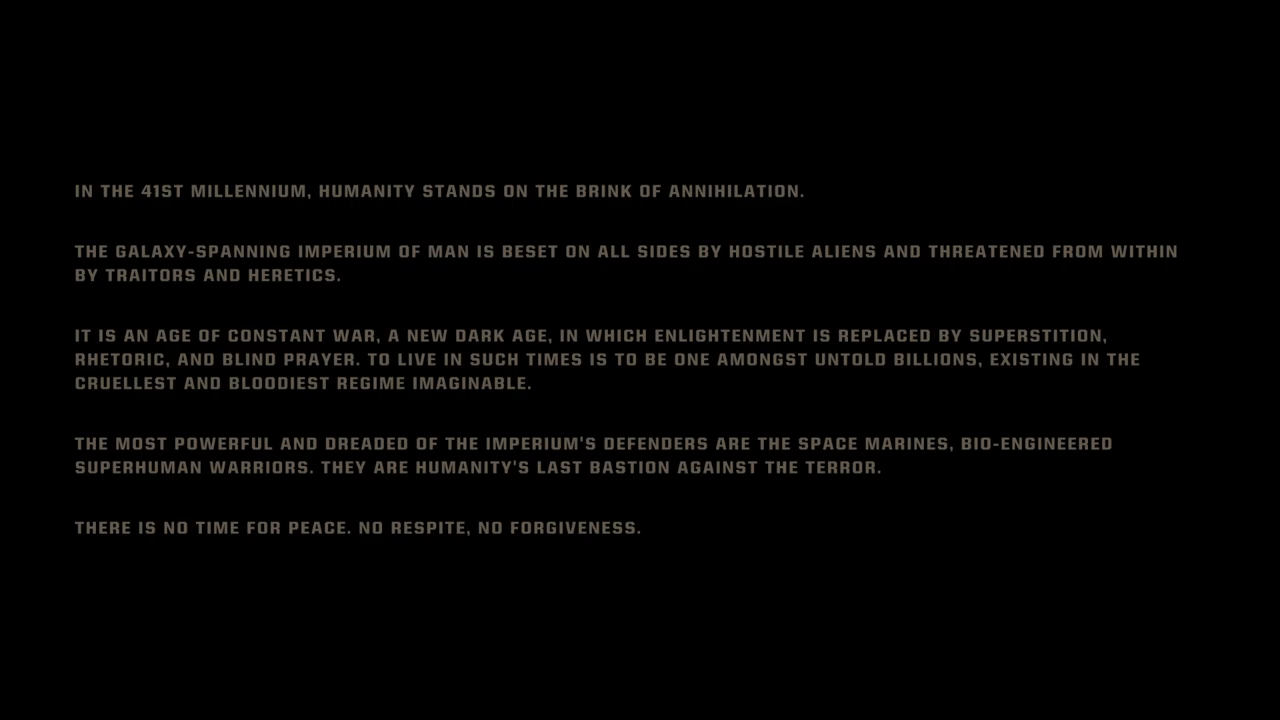 IN THE 41ST MILLENNIUM, HUMANITY STANDS ON THE BRINK OF ANNIHILATION.
THE GALAXY-SPANNING IMPERIUM OF MAN IS BESET ON ALL SIDES BY HOSTILE ALIENS AND THREATENED FROM WITHIN
BY TRAITORS AND HERETICS.
IT IS AN AGE OF CONSTANT WAR, A NEW DARK AGE, IN WHICH ENLIGHTENMENT IS REPLACED BY SUPERSTITION,
RHETORIC, AND BLIND PRAYER. TO LIVE IN SUCH TIMES IS TO BE ONE AMONGST UNTOLD BILLIONS, EXISTING IN THE
CRUELLEST AND BLOODIEST REGIME IMAGINABLE.
THE MOST POWERFUL AND DREADED OF THE IMPERIUM'S DEFENDERS ARE THE SPACE MARINES, BIO-ENGINEERED
SUPERHUMAN WARRIORS. THEY ARE HUMANITY'S LAST BASTION AGAINST THE TERROR.
THERE IS NO TIME FOR PEACE. NO RESPITE, NO FORGIVENESS.